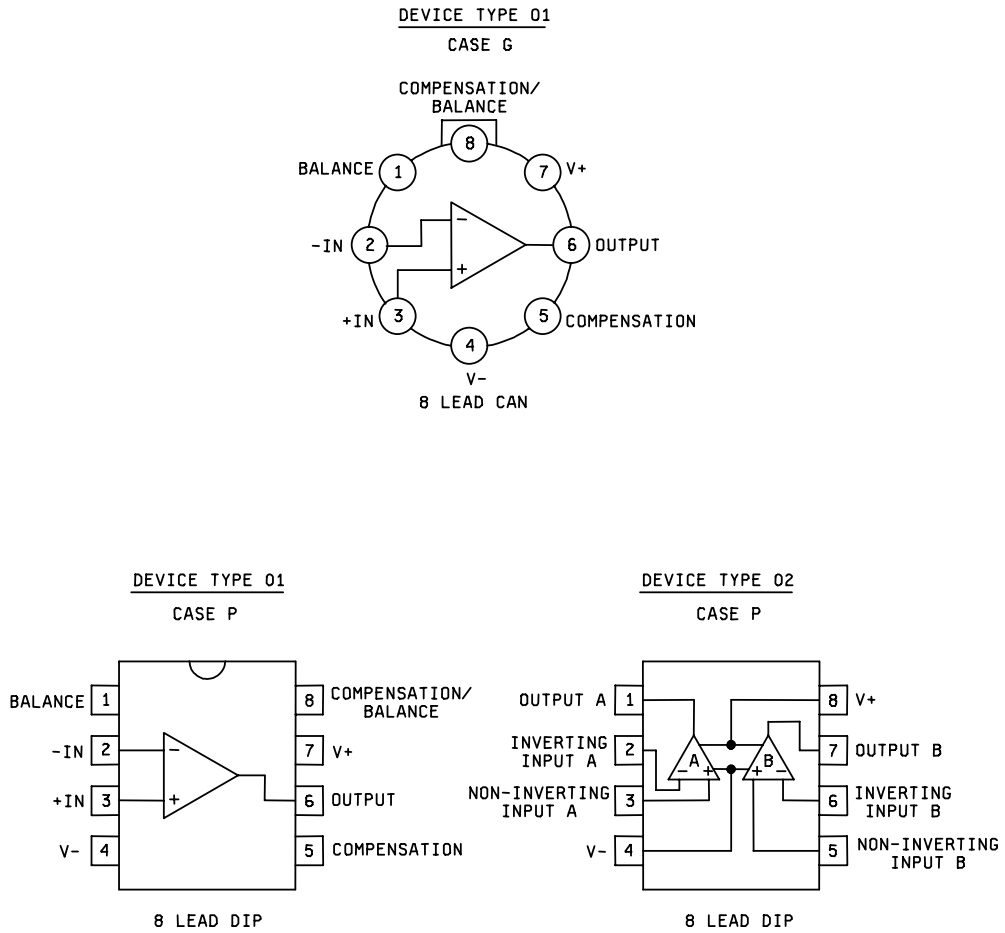 DEVICE TYPE 01
CASE G
COMPENSATION/
BALANCE
8
BALANCE 1
7 V+
-IN 2
-
6 OUTPUT
+
+IN 3
5 COMPENSATION
4
V-
8 LEAD CAN
DEVICE TYPE 01
CASE P
BALANCE 1
8 COMPENSATION/
BALANCE
-IN 2
-
7 V+
+IN 3
+
6 OUTPUT
V- 4
5 COMPENSATION
8 LEAD DIP
DEVICE TYPE 02
CASE P
OUTPUT A 1
8 V+
INVERTING
INPUT A
2
7 OUTPUT B
A
B
- +
+ -
NON-INVERTING
INPUT A
3
6 INVERTING
INPUT B
V- 4
5 NON-INVERTING
INPUT B
8 LEAD DIP